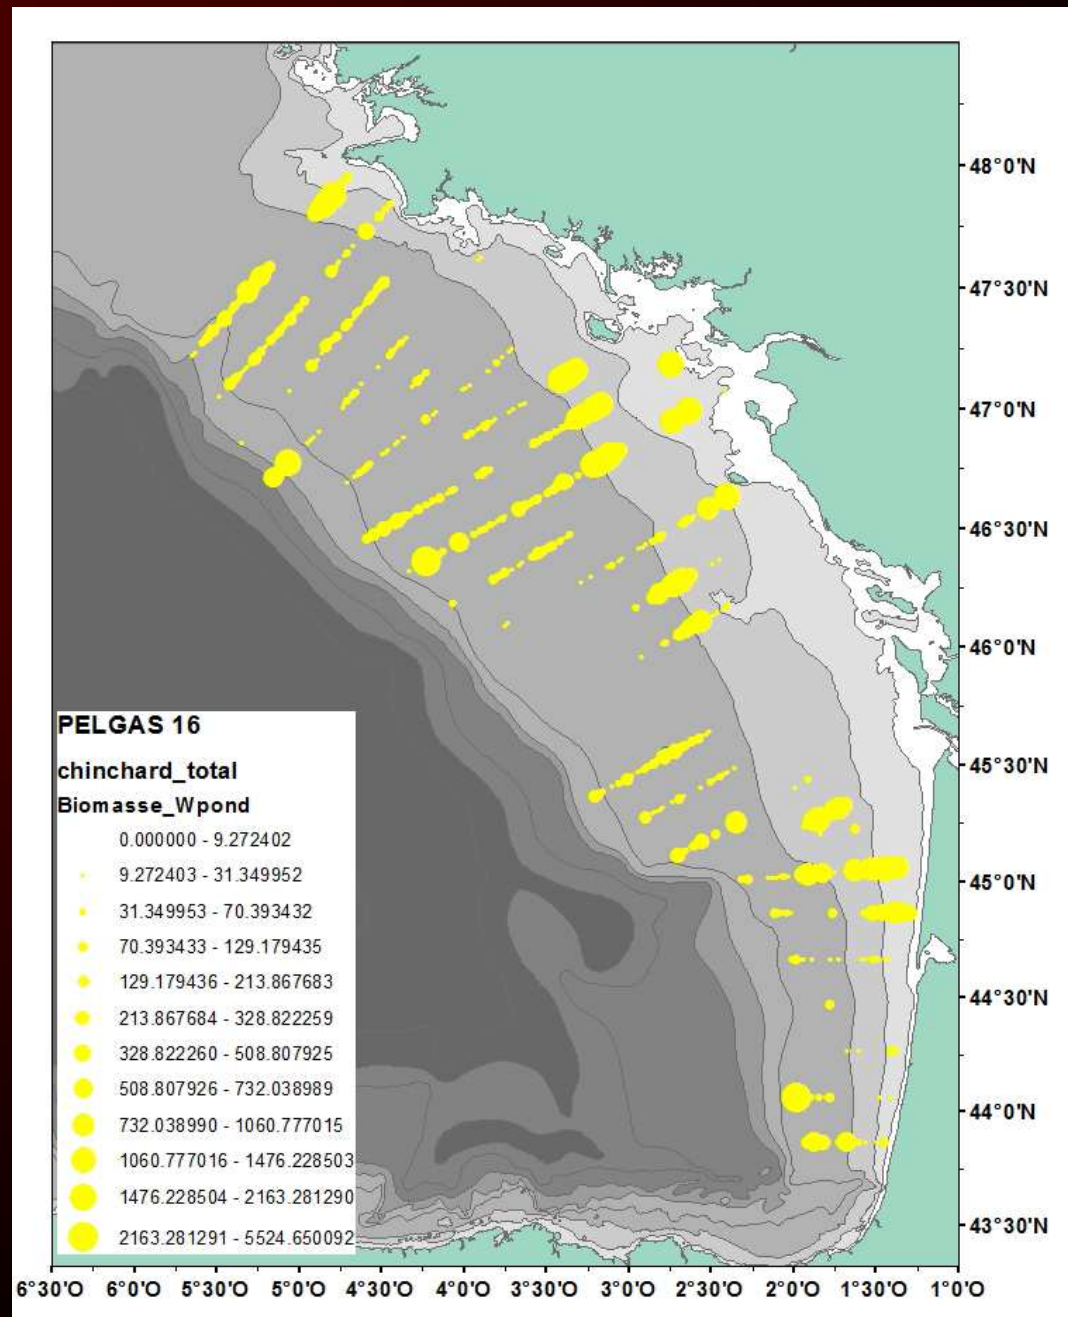 48°0'N
47°30'N
47°0'N
46°30'N
46°0'N
45°30'N
45°0'N
44°30'N
44°0'N
43°30'N
PELGAS 16
chinchard_total
Biomasse_Wpond
0.000000 - 9.272402
9.272403 - 31.349952
31.349953 - 70.393432
70.393433 - 129.179435
129.179436 - 213.867683
213.867684 - 328.822259
328.822260 - 508.807925
508.807926 - 732.038989
732.038990 - 1060.777015
1060.777016 - 1476.228503
1476.228504 - 2163.281290
2163.281291 - 5524.650092
6°30'O 6°0'O 5°30'O 5°0'O 4°30'O 4°0'O 3°30'O 3°0'O 2°30'O 2°0'O 1°30'O 1°0'O